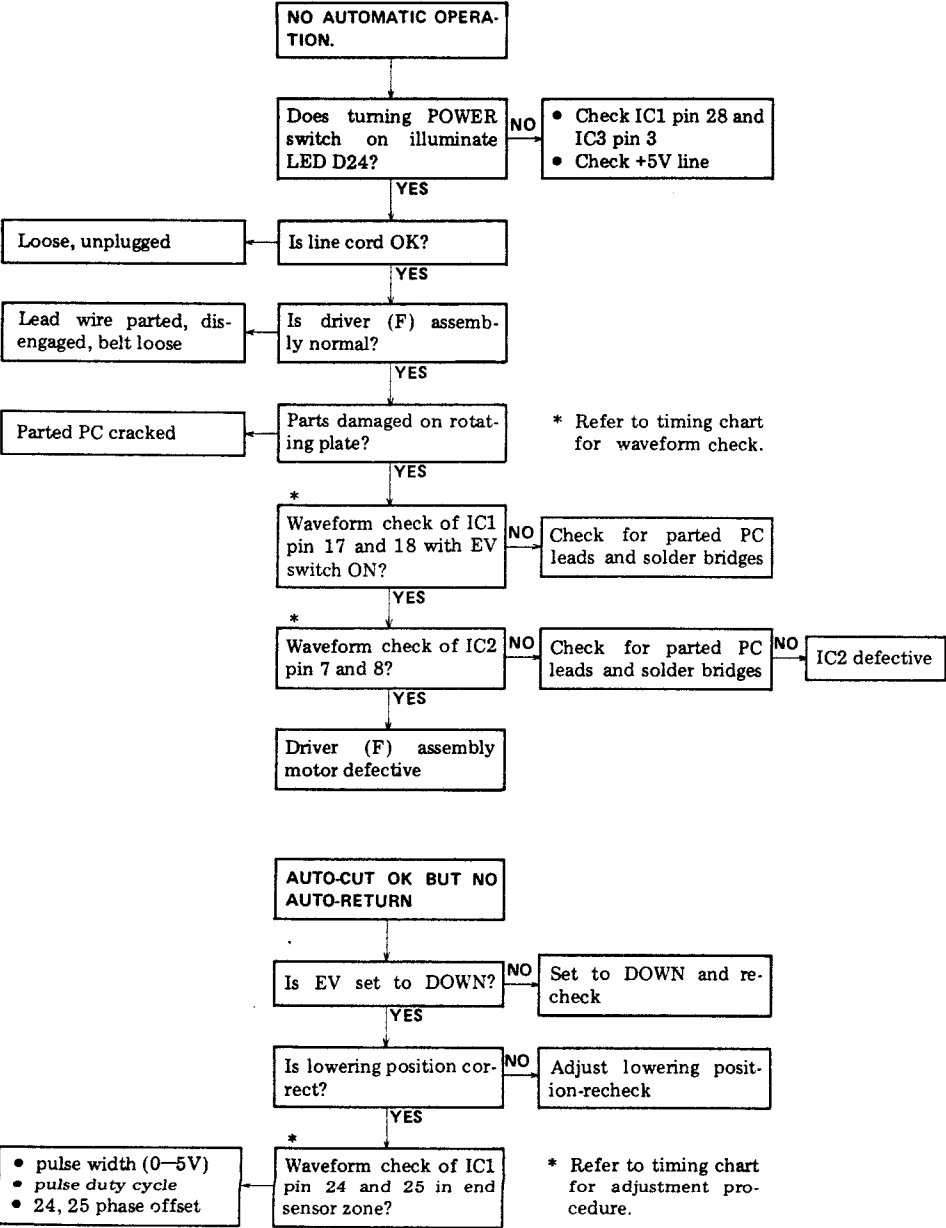 NO AUTOMATIC OPERA-
TION.
Does turning POWER
switch on illuminate
LED D24?
NO
• Check IC1 pin 28 and
IC3 pin 3
• Check +5V line
YES
Loose, unplugged
Is line cord OK?
YES
Lead wire parted, dis-
engaged, belt loose
Is driver (F) assemb-
ly normal?
YES
Parted PC cracked
Parts damaged on rotat-
ing plate?
* Refer to timing chart
for waveform check.
YES
*
Waveform check of IC1
pin 17 and 18 with EV
switch ON?
NO
Check for parted PC
leads and solder bridges
YES
*
Waveform check of IC2
pin 7 and 8?
NO
Check for parted PC
leads and solder bridges
NO
IC2 defective
YES
Driver (F) assembly
motor defective
AUTO-CUT OK BUT NO
AUTO-RETURN
Is EV set to DOWN?
NO
Set to DOWN and re-
check
YES
Is lowering position cor-
rect?
NO
Adjust lowering posit-
ion-recheck
YES
*
• pulse width (0—5V)
• pulse duty cycle
• 24, 25 phase offset
Waveform check of IC1
pin 24 and 25 in end
sensor zone?
* Refer to timing chart
for adjustment pro-
cedure.